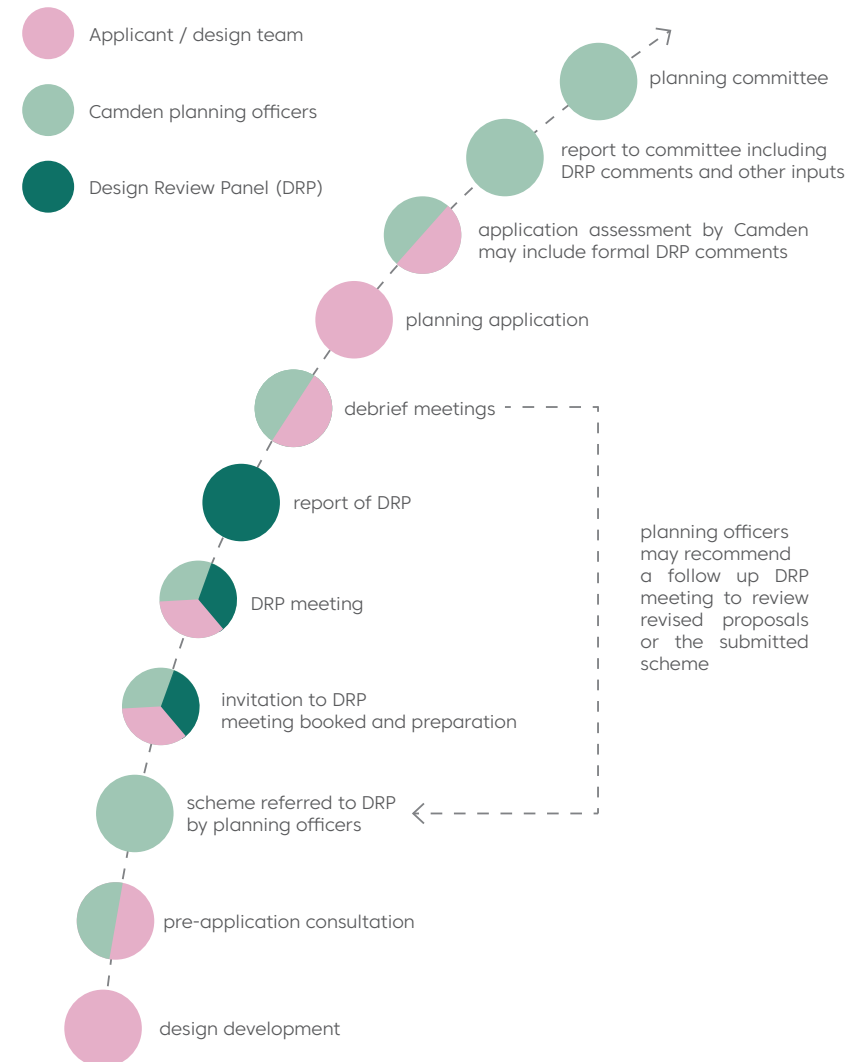 Applicant / design team
Camden planning officers
Design Review Panel (DRP)
planning committee
report to committee including
DRP comments and other inputs
application assessment by Camden
may include formal DRP comments
planning application
debrief meetings
report of DRP
planning officers
may recommend
a follow up DRP
meeting to review
revised proposals
or the submitted
scheme
DRP meeting
invitation to DRP
meeting booked and preparation
scheme referred to DRP
by planning officers
pre-application consultation
design development